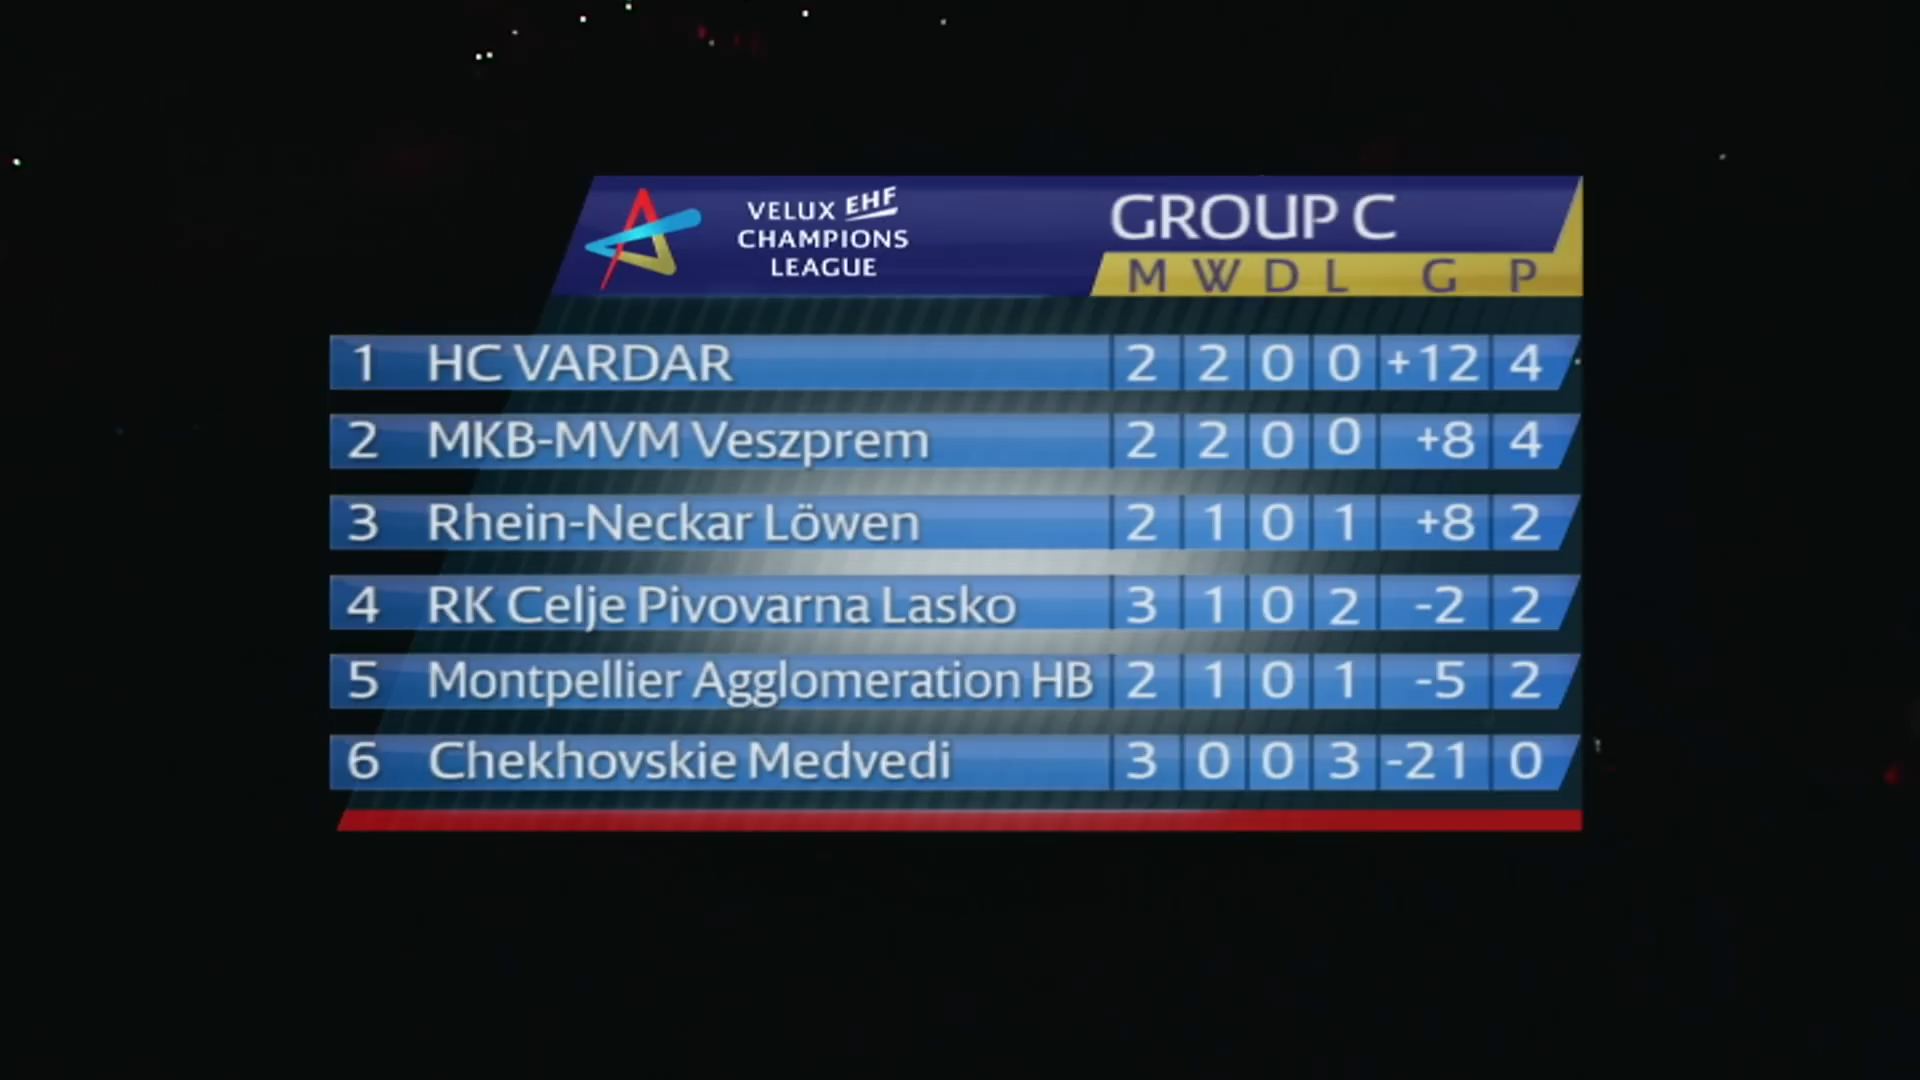 VELUX EHF
CHAMPIONS
LEAGUE
GROUP C
M W D L G P
1 HC VARDAR 2 2 0 0 +12 4
2 MKB-MVM Veszprem 2 2 0 0 +8 4
3 Rhein-Neckar Löwen 2 1 0 1 +8 2
4 RK Celje Pivovarna Lasko 3 1 0 2 -2 2
5 Montpellier Agglomeration HB 2 1 0 1 -5 2
6 Chekhovskie Medvedi 3 0 0 3 -21 0